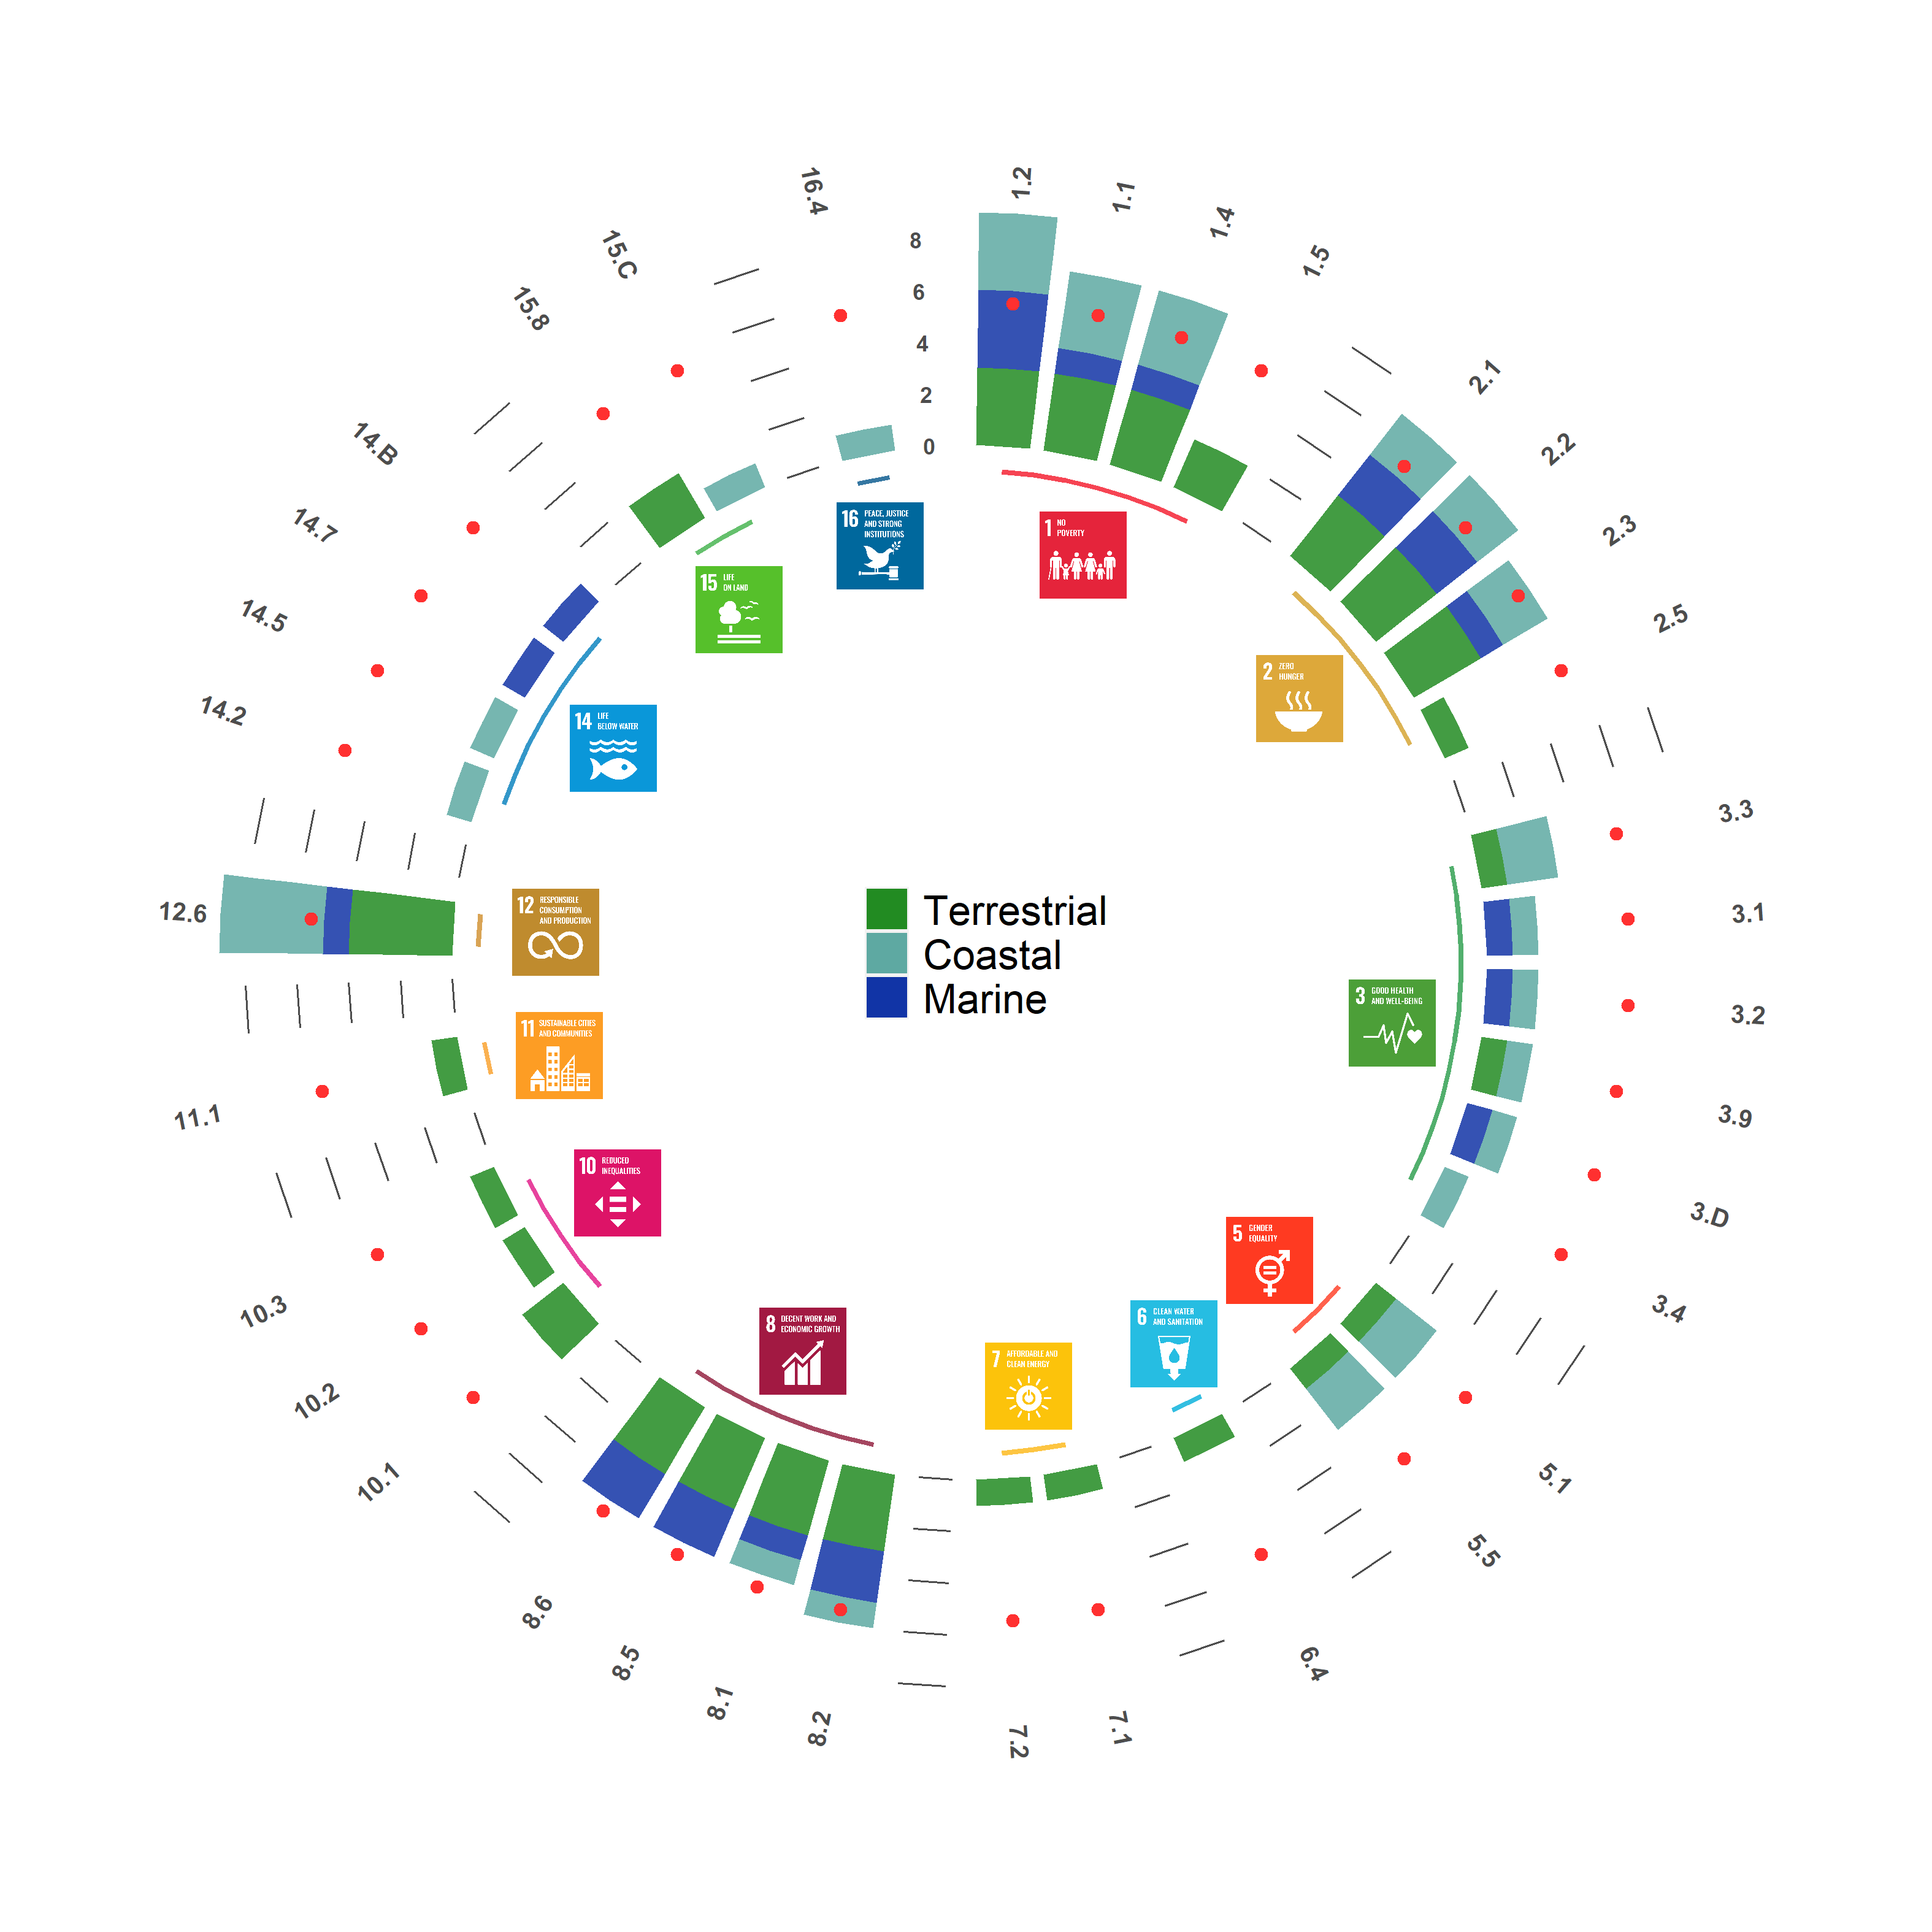 1.2
1.1
1.4
1.5
2.1
2.2
2.3
2.5
3.3
3.1
3.2
3.9
3.D
3.4
5.1
5.5
6.4
7.1
7.2
8.2
8.1
8.5
8.6
10.1
10.2
10.3
11.1
12.6
14.2
14.5
14.7
14.B
15.8
15.C
16.4
8
6
4
2
0
1 NO
POVERTY
2 ZERO
HUNGER
3 GOOD HEALTH
AND WELL-BEING
5 GENDER
EQUALITY
6 CLEAN WATER
AND SANITATION
7 AFFORDABLE AND
CLEAN ENERGY
8 DECENT WORK AND
ECONOMIC GROWTH
10 REDUCED
INEQUALITIES
11 SUSTAINABLE CITIES
AND COMMUNITIES
12 RESPONSIBLE
CONSUMPTION
AND PRODUCTION
14 LIFE
BELOW WATER
15 LIFE
ON LAND
16 PEACE, JUSTICE
AND STRONG
INSTITUTIONS
Terrestrial
Coastal
Marine